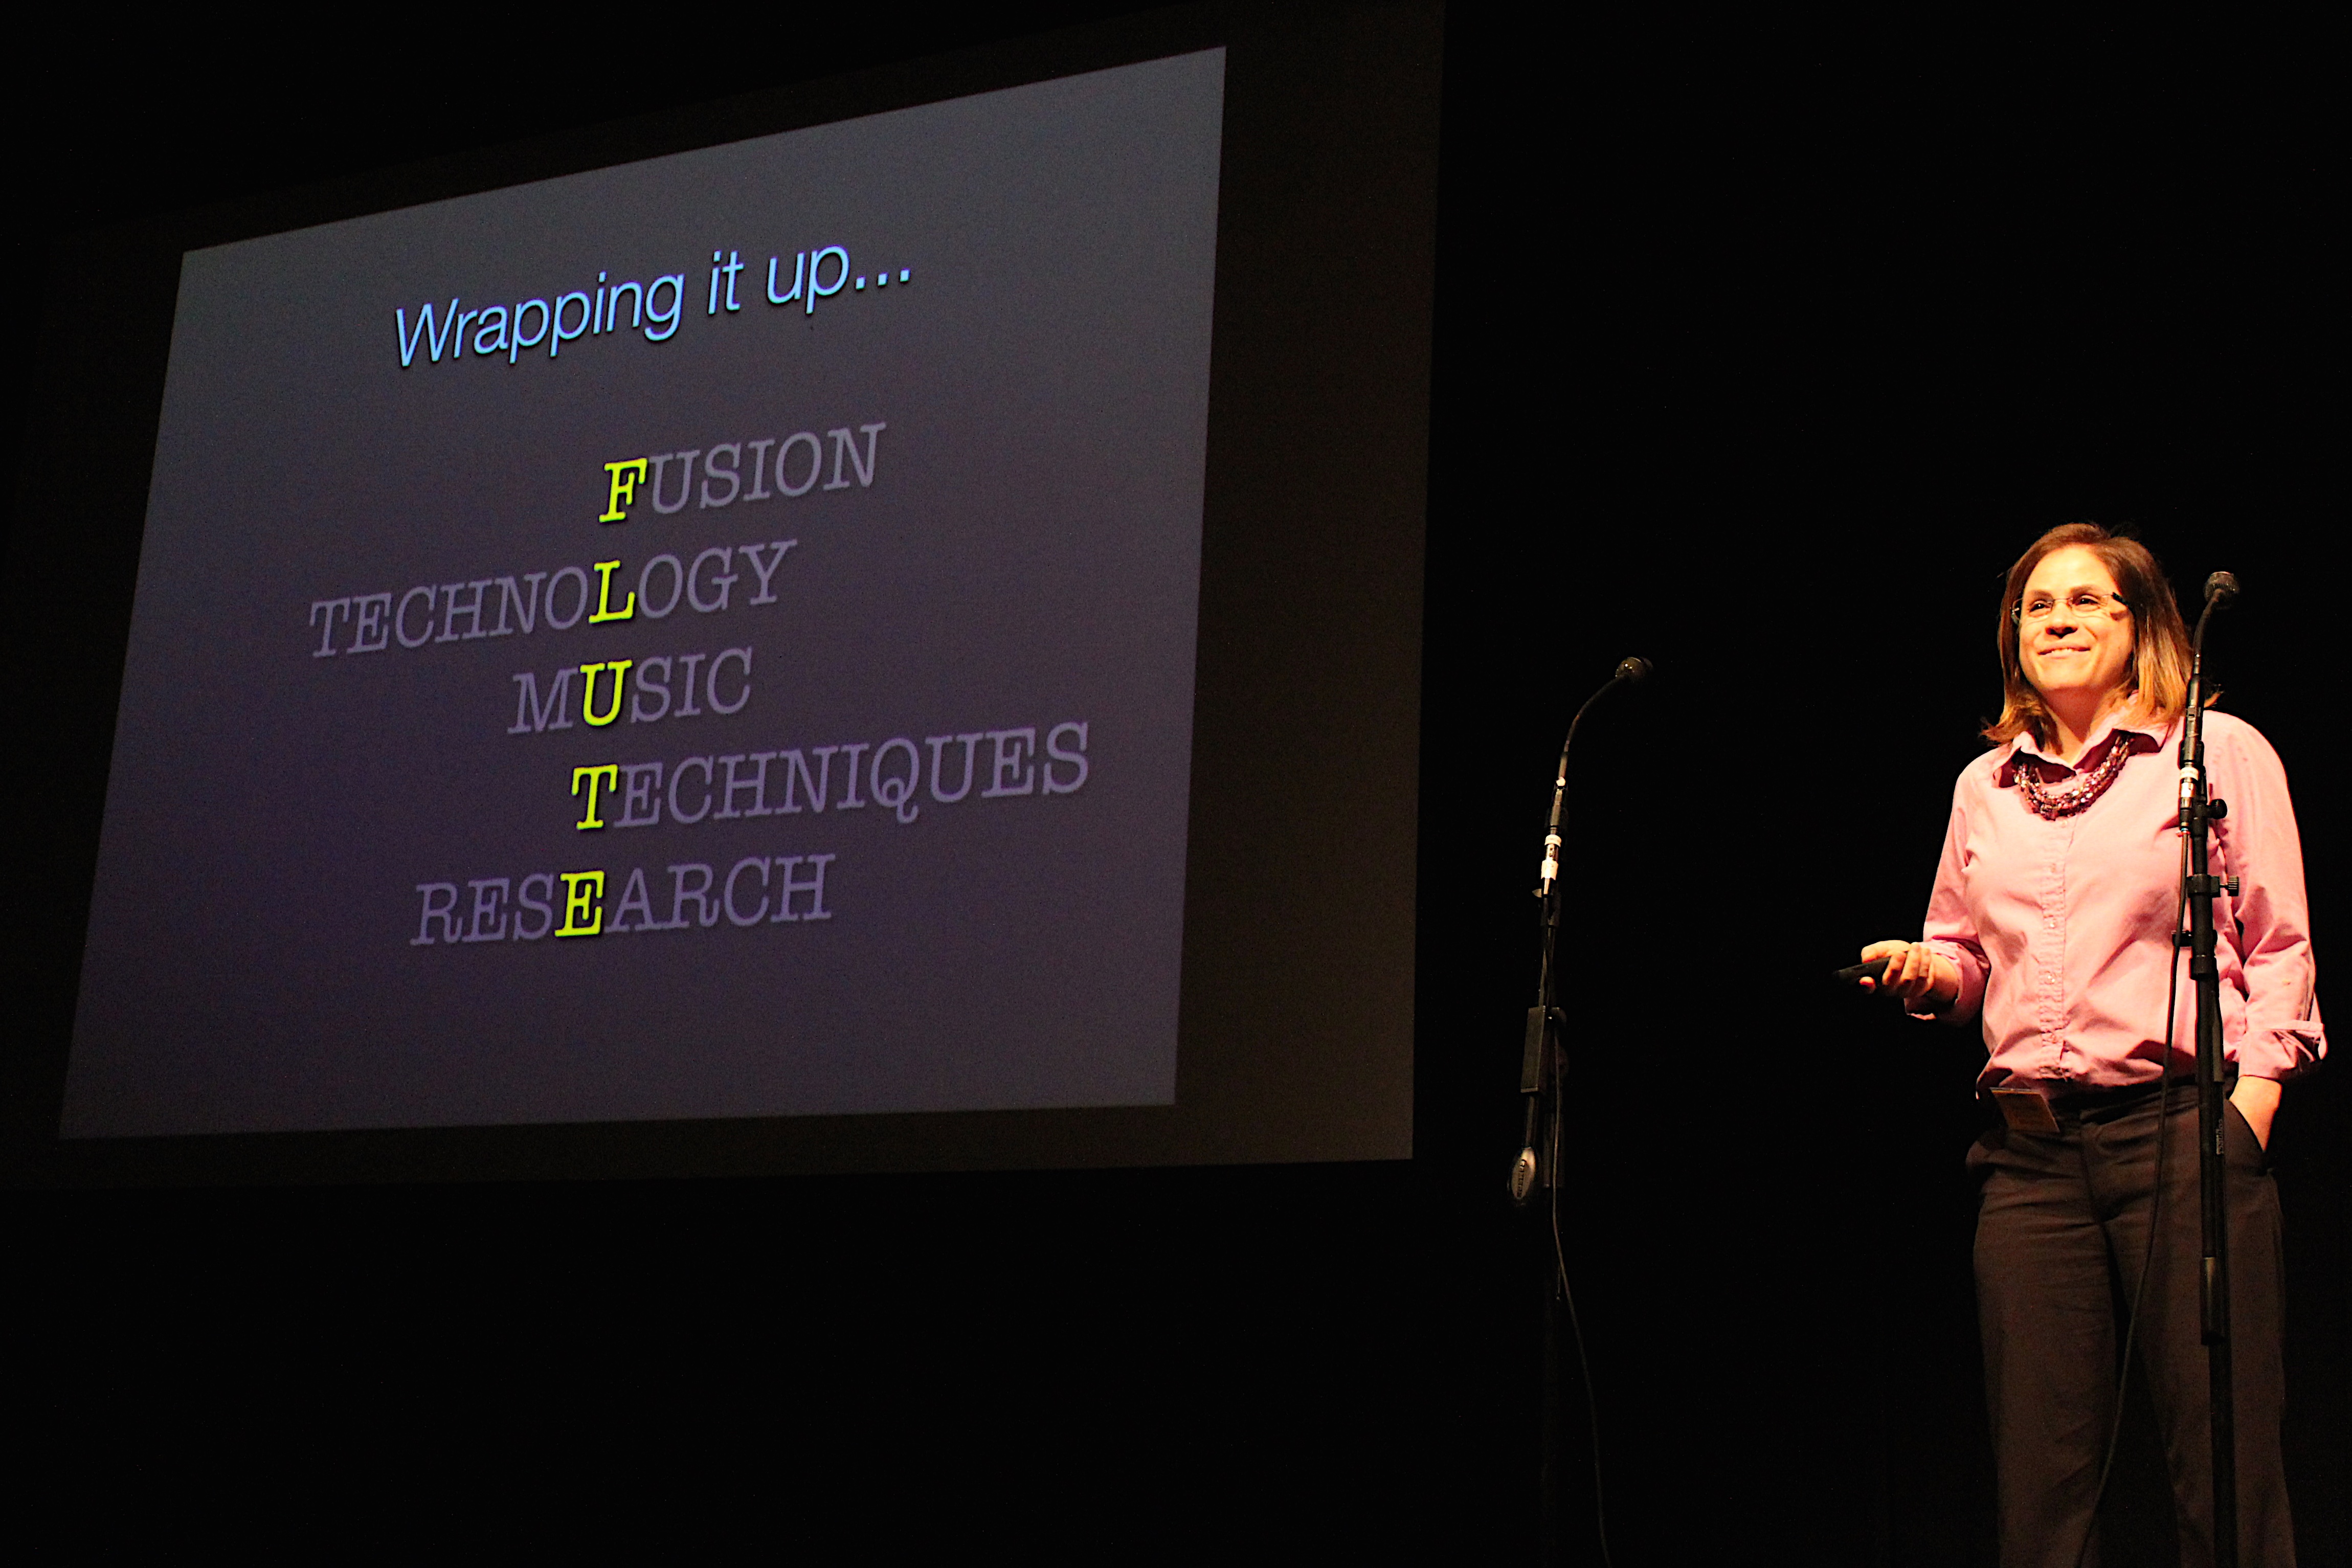 Wrapping it up...
FUSION
TECHNOLOGY
MUSIC
TECHNIQUES
RESEARCH